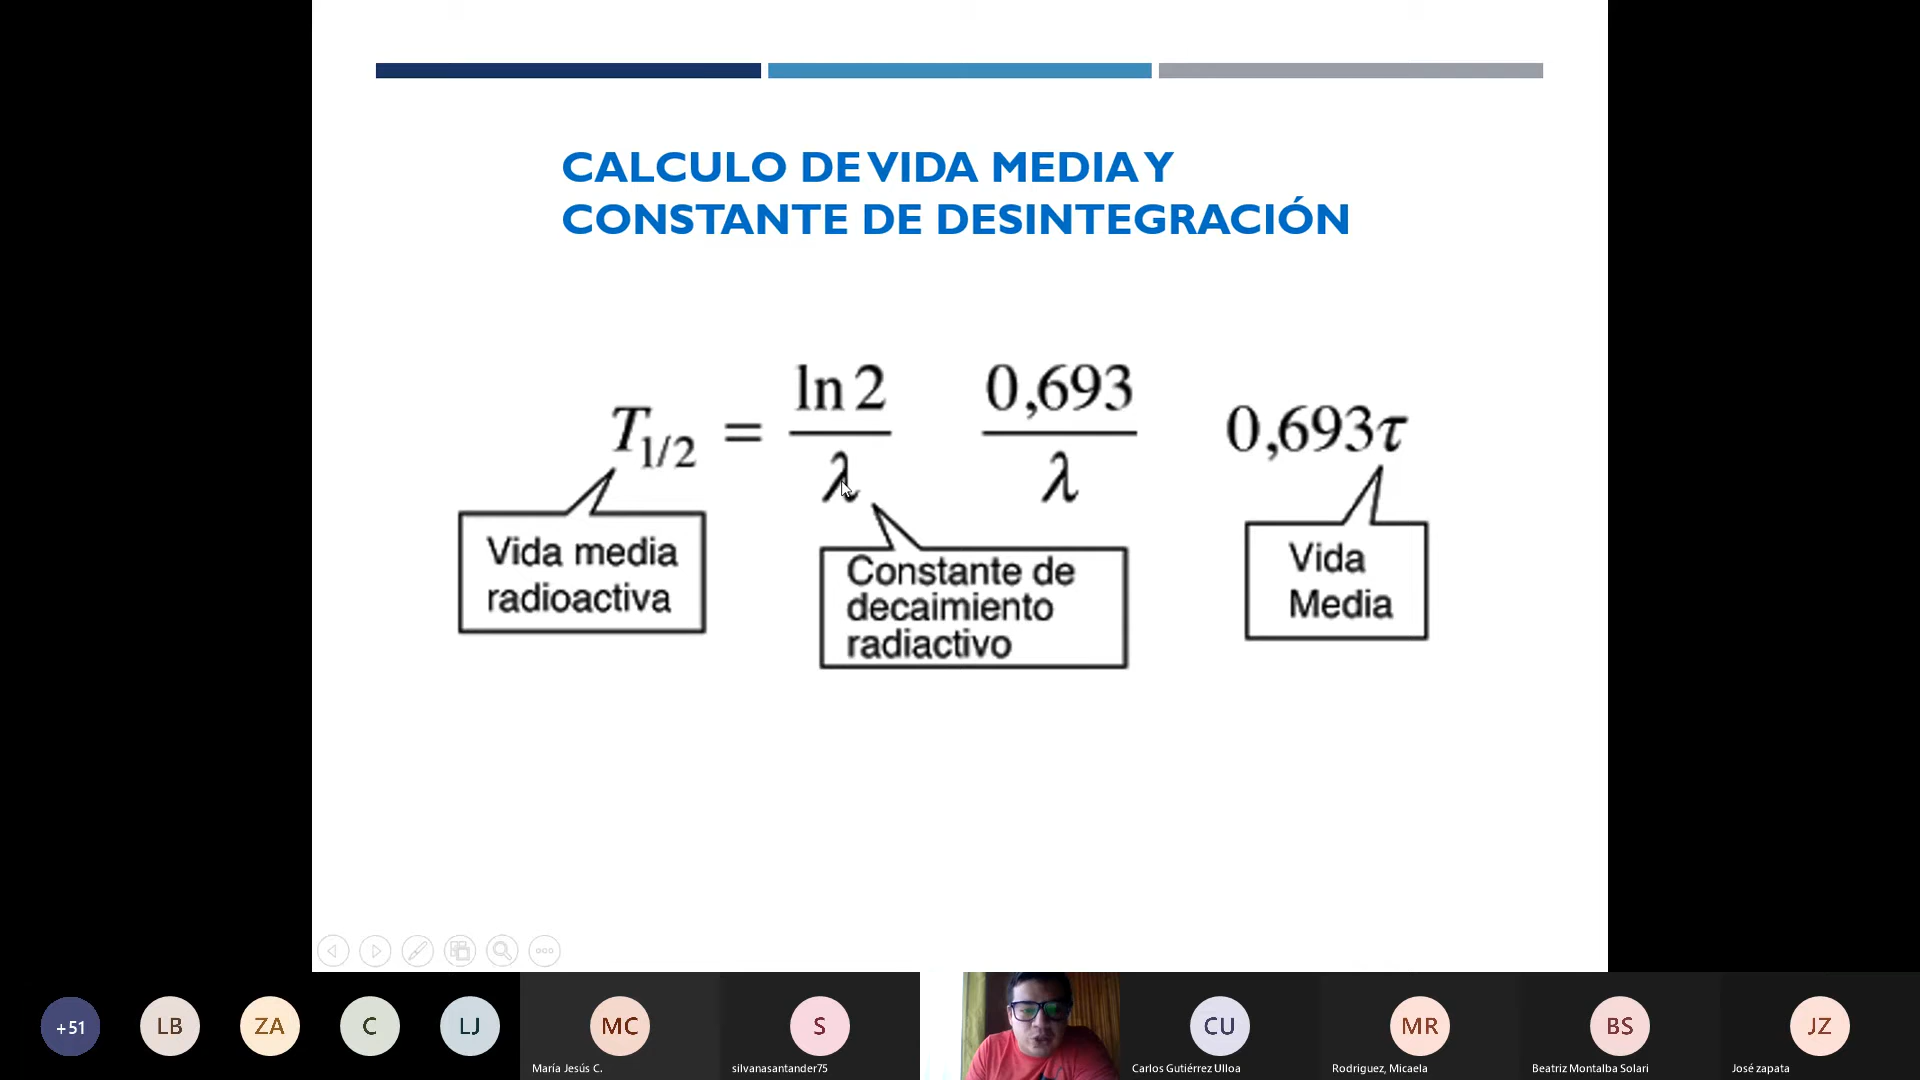 CALCULO DE VIDA MEDIA Y
CONSTANTE DE DESINTEGRACIÓN
T1/2 = ln 2 / λ 0,693 / λ 0,693τ
Vida media
radioactiva
Constante de
decaimiento
radiactivo
Vida
Media
+51
LB
ZA
C
LJ
MC
María Jesús C.
S
silvanasantander75
CU
Carlos Gutiérrez Ulloa
MR
Rodriguez, Micaela
BS
Beatriz Montalba Solari
JZ
José zapata